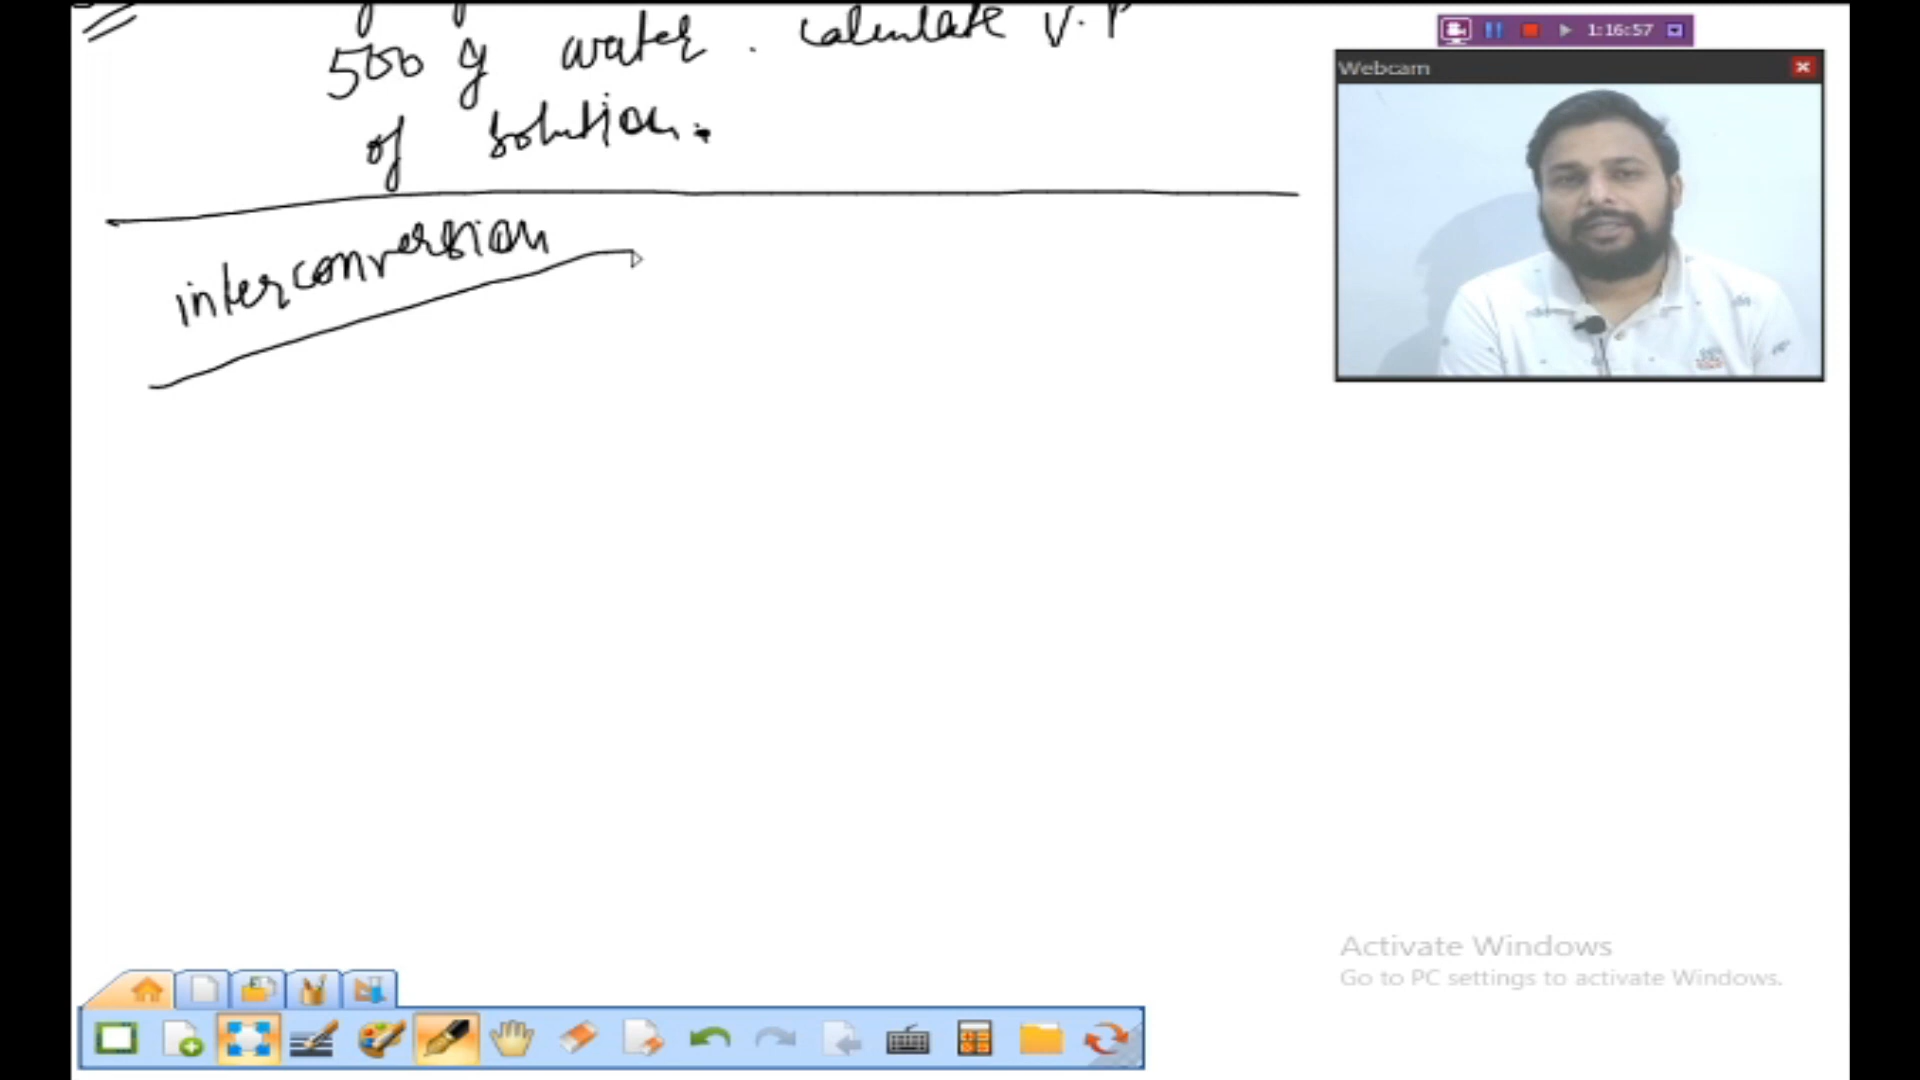 500 g water. calculate V.P
of solution.
interconversion
1:16:57
Webcam
Activate Windows
Go to PC settings to activate Windows.